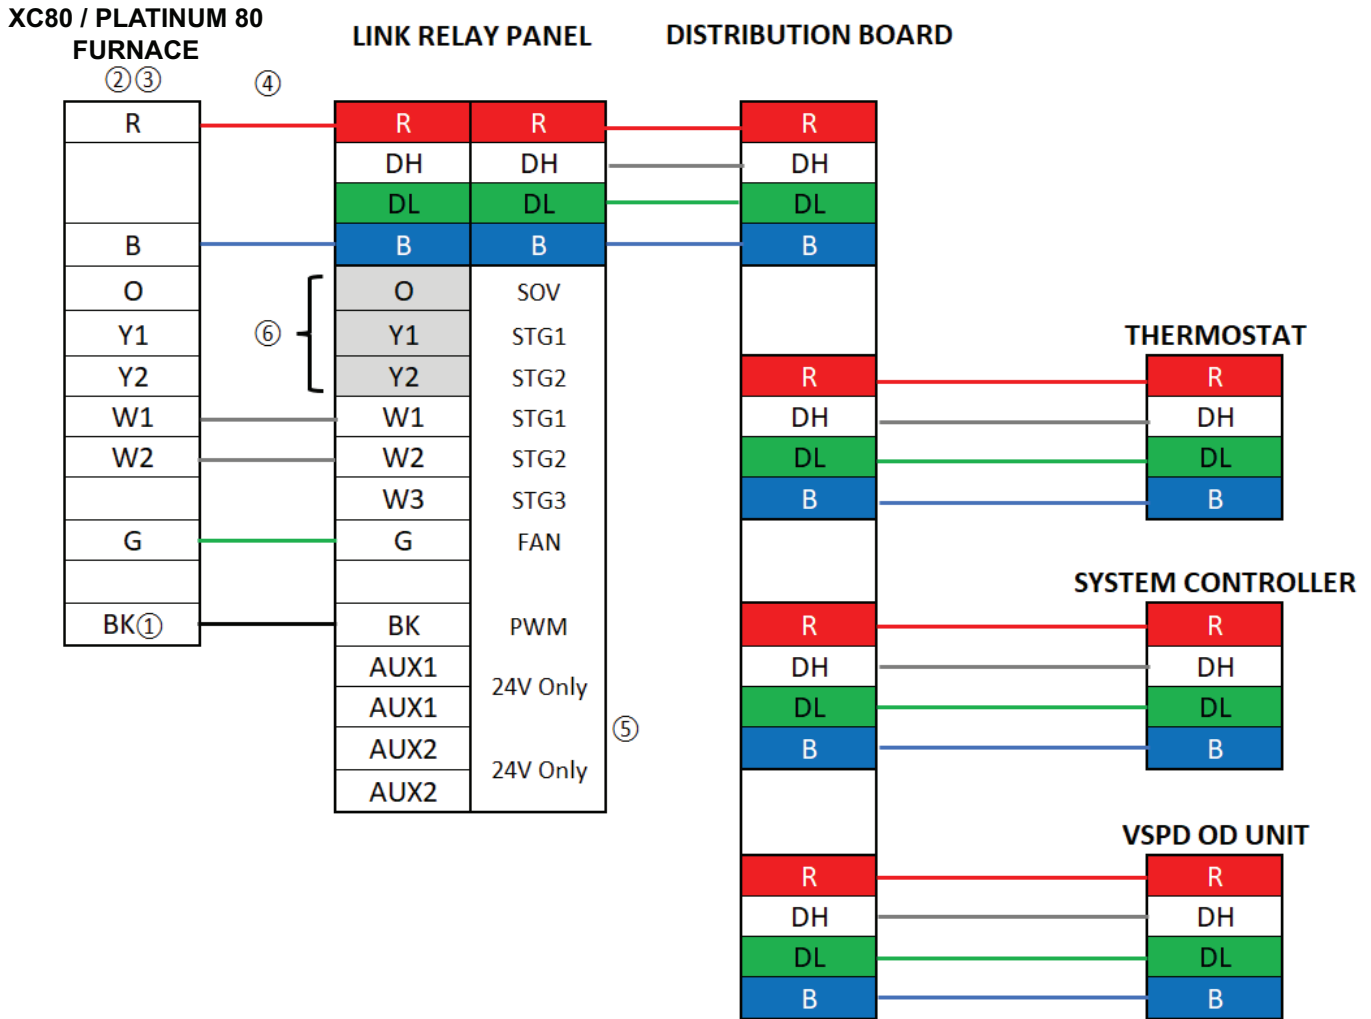 XC80 / PLATINUM 80
FURNACE
②③
④
LINK RELAY PANEL
DISTRIBUTION BOARD
R R R R
DH DH DH
DL DL DL
B B B B
O O SOV
⑥
Y1 Y1 STG1
Y2 Y2 STG2
W1 W1 STG1
W2 W2 STG2
W3 STG3
G G FAN
BK① BK PWM
AUX1
24V Only
AUX1
⑤
AUX2
24V Only
AUX2
THERMOSTAT
R R
DH DH
DL DL
B B
SYSTEM CONTROLLER
R R
DH DH
DL DL
B B
VSPD OD UNIT
R R
DH DH
DL DL
B B